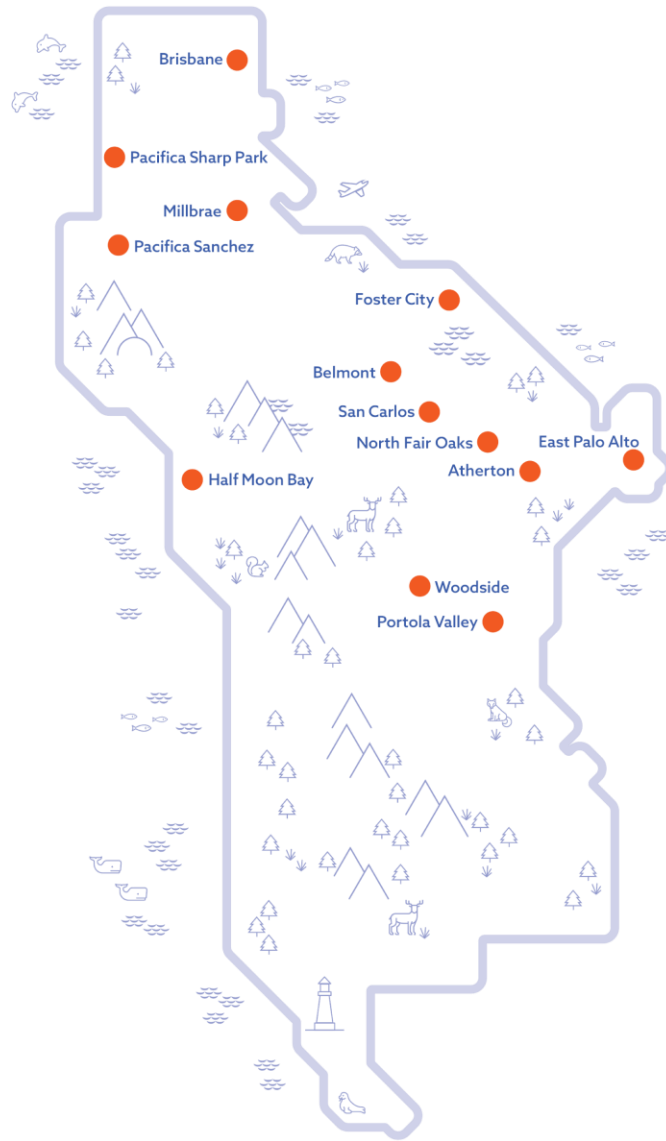 Brisbane
Pacifica Sharp Park
Millbrae
Pacifica Sanchez
Foster City
Belmont
San Carlos
North Fair Oaks
East Palo Alto
Atherton
Half Moon Bay
Woodside
Portola Valley